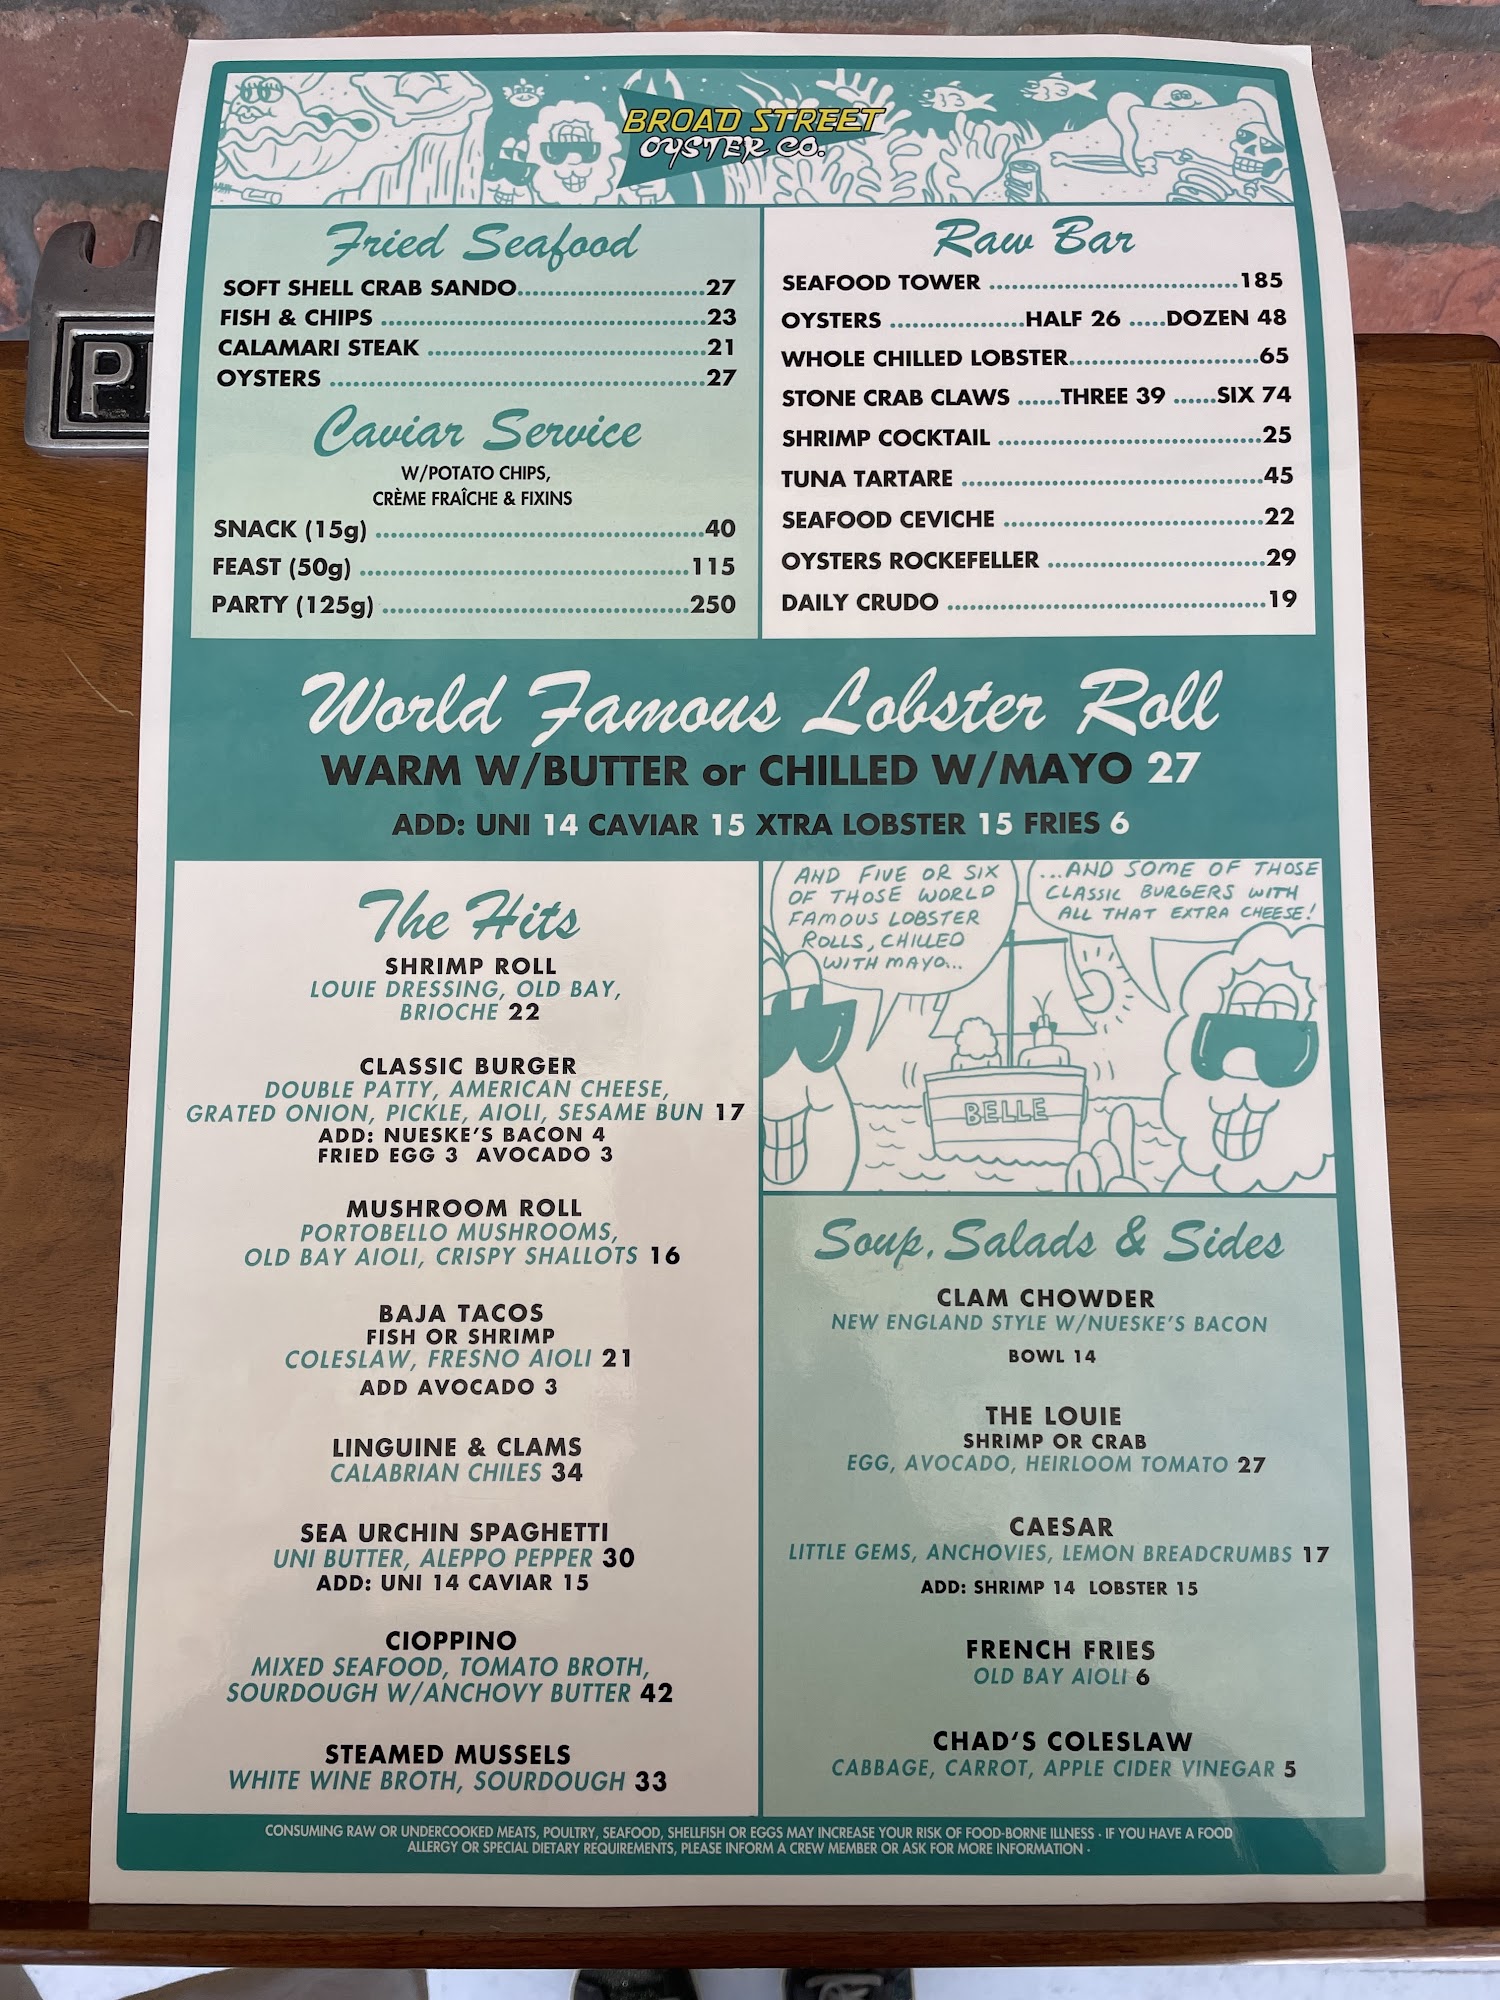 BROAD STREET
OYSTER CO.
Fried Seafood
SOFT SHELL CRAB SANDO 27
FISH & CHIPS 23
CALAMARI STEAK 21
OYSTERS 27
Caviar Service
W/POTATO CHIPS,
CRÈME FRAÎCHE & FIXINS
SNACK (15g) 40
FEAST (50g) 115
PARTY (125g) 250
Raw Bar
SEAFOOD TOWER 185
OYSTERS HALF 26 DOZEN 48
WHOLE CHILLED LOBSTER 65
STONE CRAB CLAWS THREE 39 SIX 74
SHRIMP COCKTAIL 25
TUNA TARTARE 45
SEAFOOD CEVICHE 22
OYSTERS ROCKEFELLER 29
DAILY CRUDO 19
World Famous Lobster Roll
WARM W/BUTTER or CHILLED W/MAYO 27
ADD: UNI 14 CAVIAR 15 XTRA LOBSTER 15 FRIES 6
The Hits
SHRIMP ROLL
LOUIE DRESSING, OLD BAY,
BRIOCHE 22
CLASSIC BURGER
DOUBLE PATTY, AMERICAN CHEESE,
GRATED ONION, PICKLE, AIOLI, SESAME BUN 17
ADD: NUESKE'S BACON 4
FRIED EGG 3 AVOCADO 3
MUSHROOM ROLL
PORTOBELLO MUSHROOMS,
OLD BAY AIOLI, CRISPY SHALLOTS 16
BAJA TACOS
FISH OR SHRIMP
COLESLAW, FRESNO AIOLI 21
ADD AVOCADO 3
LINGUINE & CLAMS
CALABRIAN CHILES 34
SEA URCHIN SPAGHETTI
UNI BUTTER, ALEPPO PEPPER 30
ADD: UNI 14 CAVIAR 15
CIOPPINO
MIXED SEAFOOD, TOMATO BROTH,
SOURDOUGH W/ANCHOVY BUTTER 42
STEAMED MUSSELS
WHITE WINE BROTH, SOURDOUGH 33
AND FIVE OR SIX
OF THOSE WORLD
FAMOUS LOBSTER
ROLLS, CHILLED
WITH MAYO...
...AND SOME OF THOSE
CLASSIC BURGERS WITH
ALL THAT EXTRA CHEESE!
BELLE
Soup, Salads & Sides
CLAM CHOWDER
NEW ENGLAND STYLE W/NUESKE'S BACON
BOWL 14
THE LOUIE
SHRIMP OR CRAB
EGG, AVOCADO, HEIRLOOM TOMATO 27
CAESAR
LITTLE GEMS, ANCHOVIES, LEMON BREADCRUMBS 17
ADD: SHRIMP 14 LOBSTER 15
FRENCH FRIES
OLD BAY AIOLI 6
CHAD'S COLESLAW
CABBAGE, CARROT, APPLE CIDER VINEGAR 5
CONSUMING RAW OR UNDERCOOKED MEATS, POULTRY, SEAFOOD, SHELLFISH OR EGGS MAY INCREASE YOUR RISK OF FOOD-BORNE ILLNESS · IF YOU HAVE A FOOD
ALLERGY OR SPECIAL DIETARY REQUIREMENTS, PLEASE INFORM A CREW MEMBER OR ASK FOR MORE INFORMATION ·